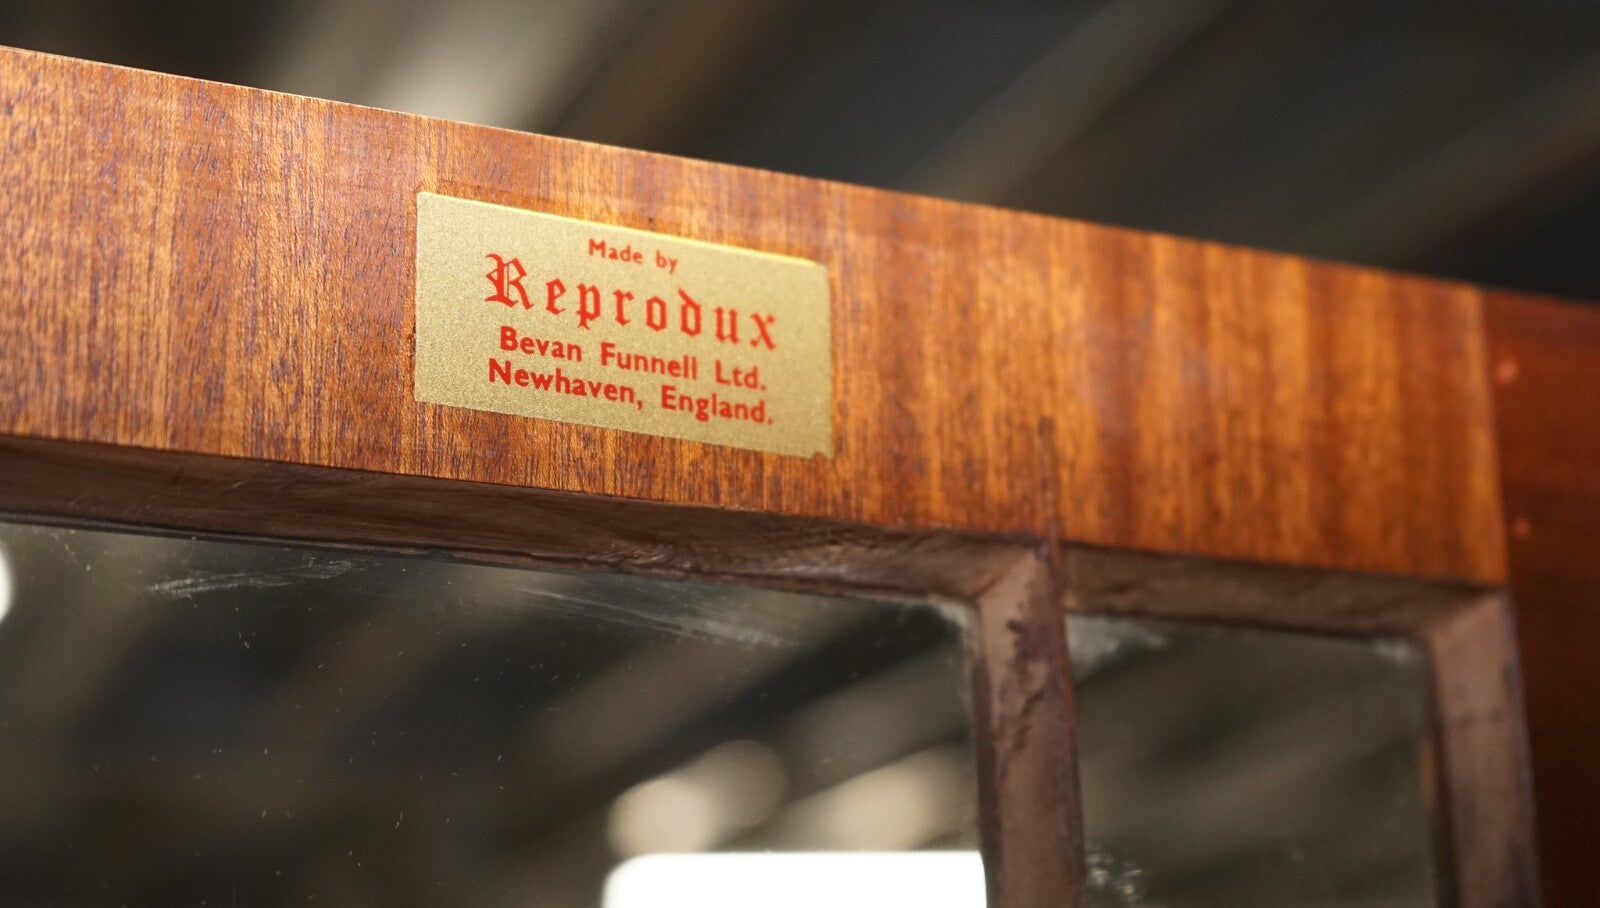 Made by
Reprodux
Bevan Funnell Ltd.
Newhaven, England.